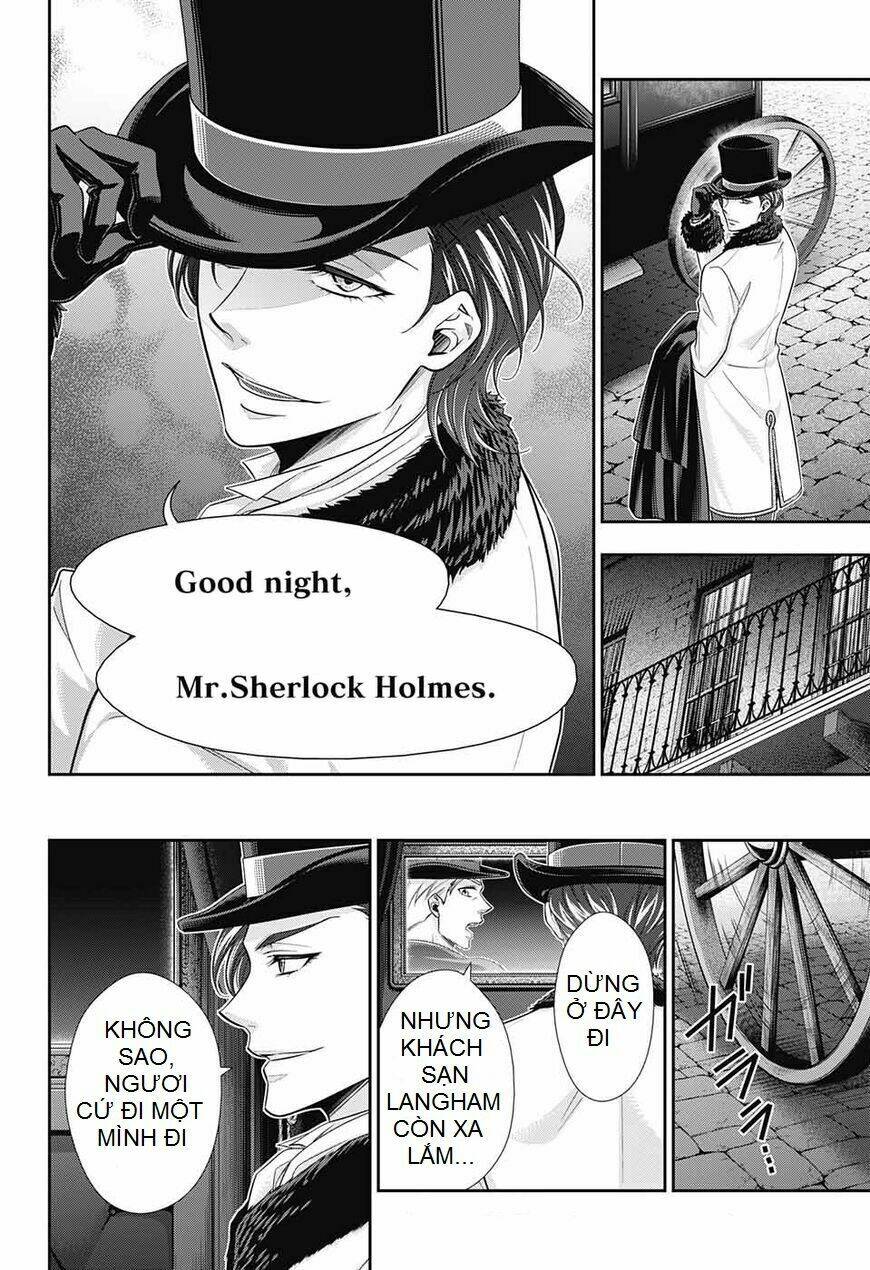 Good night,
Mr.Sherlock Holmes.
DỪNG
Ở ĐÂY
ĐI
NHƯNG
KHÁCH
SẠN
LANGHAM
CÒN XA
LẮM...
KHÔNG
SAO,
NGƯƠI
CỨ ĐI MỘT
MÌNH ĐI